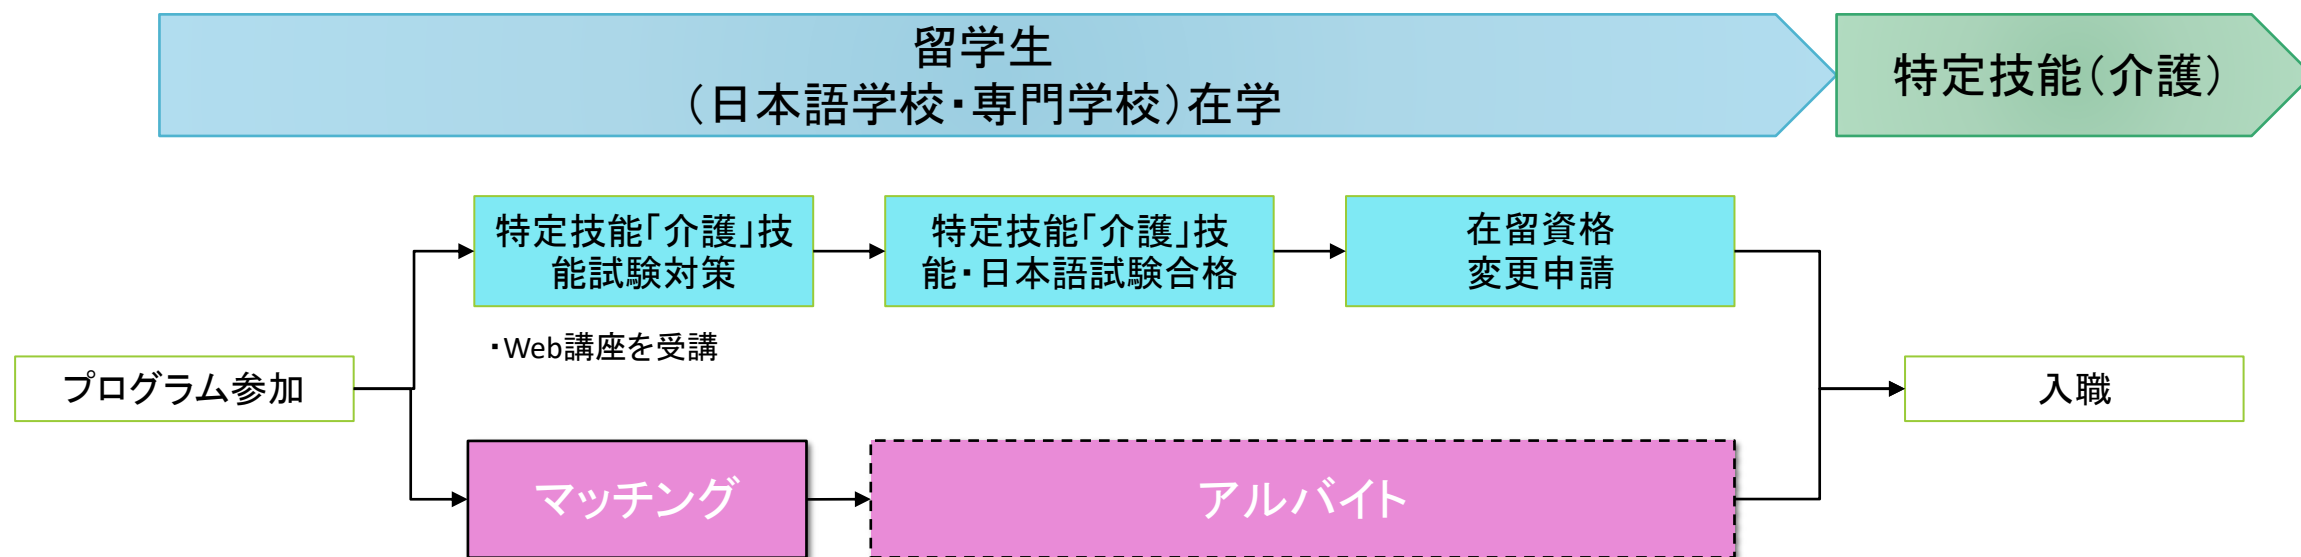 留学生
（日本語学校・専門学校）在学
特定技能（介護）
特定技能「介護」技
能試験対策
特定技能「介護」技
能・日本語試験合格
在留資格
変更申請
・Web講座を受講
プログラム参加
入職
マッチング
アルバイト